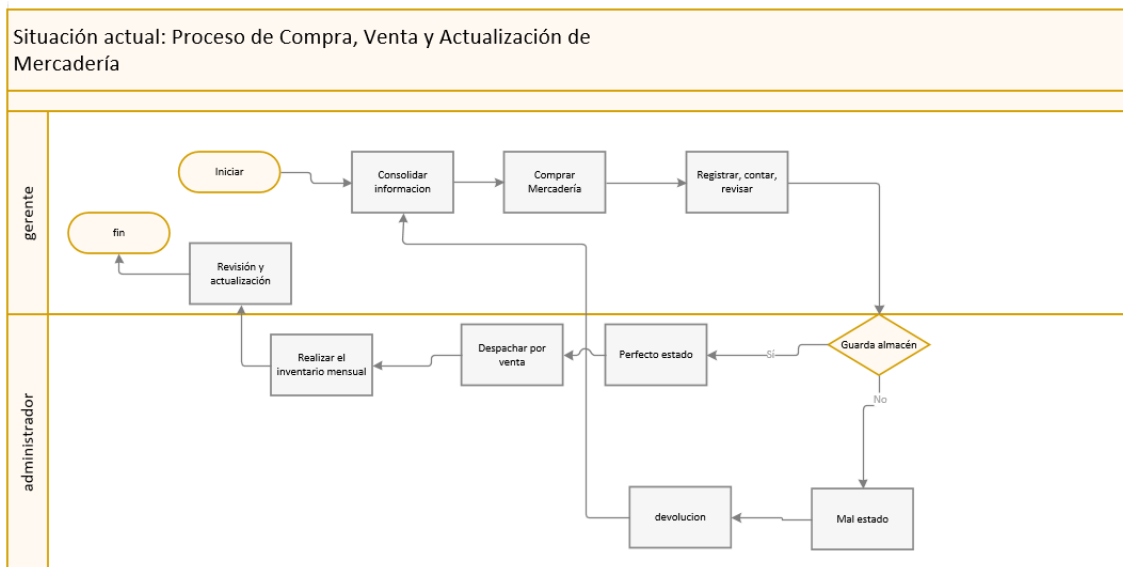 Situación actual: Proceso de Compra, Venta y Actualización de
Mercadería
gerente
Iniciar
Consolidar
informacion
Comprar
Mercadería
Registrar, contar,
revisar
fin
Revisión y
actualización
administrador
Guarda almacén
Sí
Perfecto estado
Despachar por
venta
Realizar el
inventario mensual
No
Mal estado
devolucion